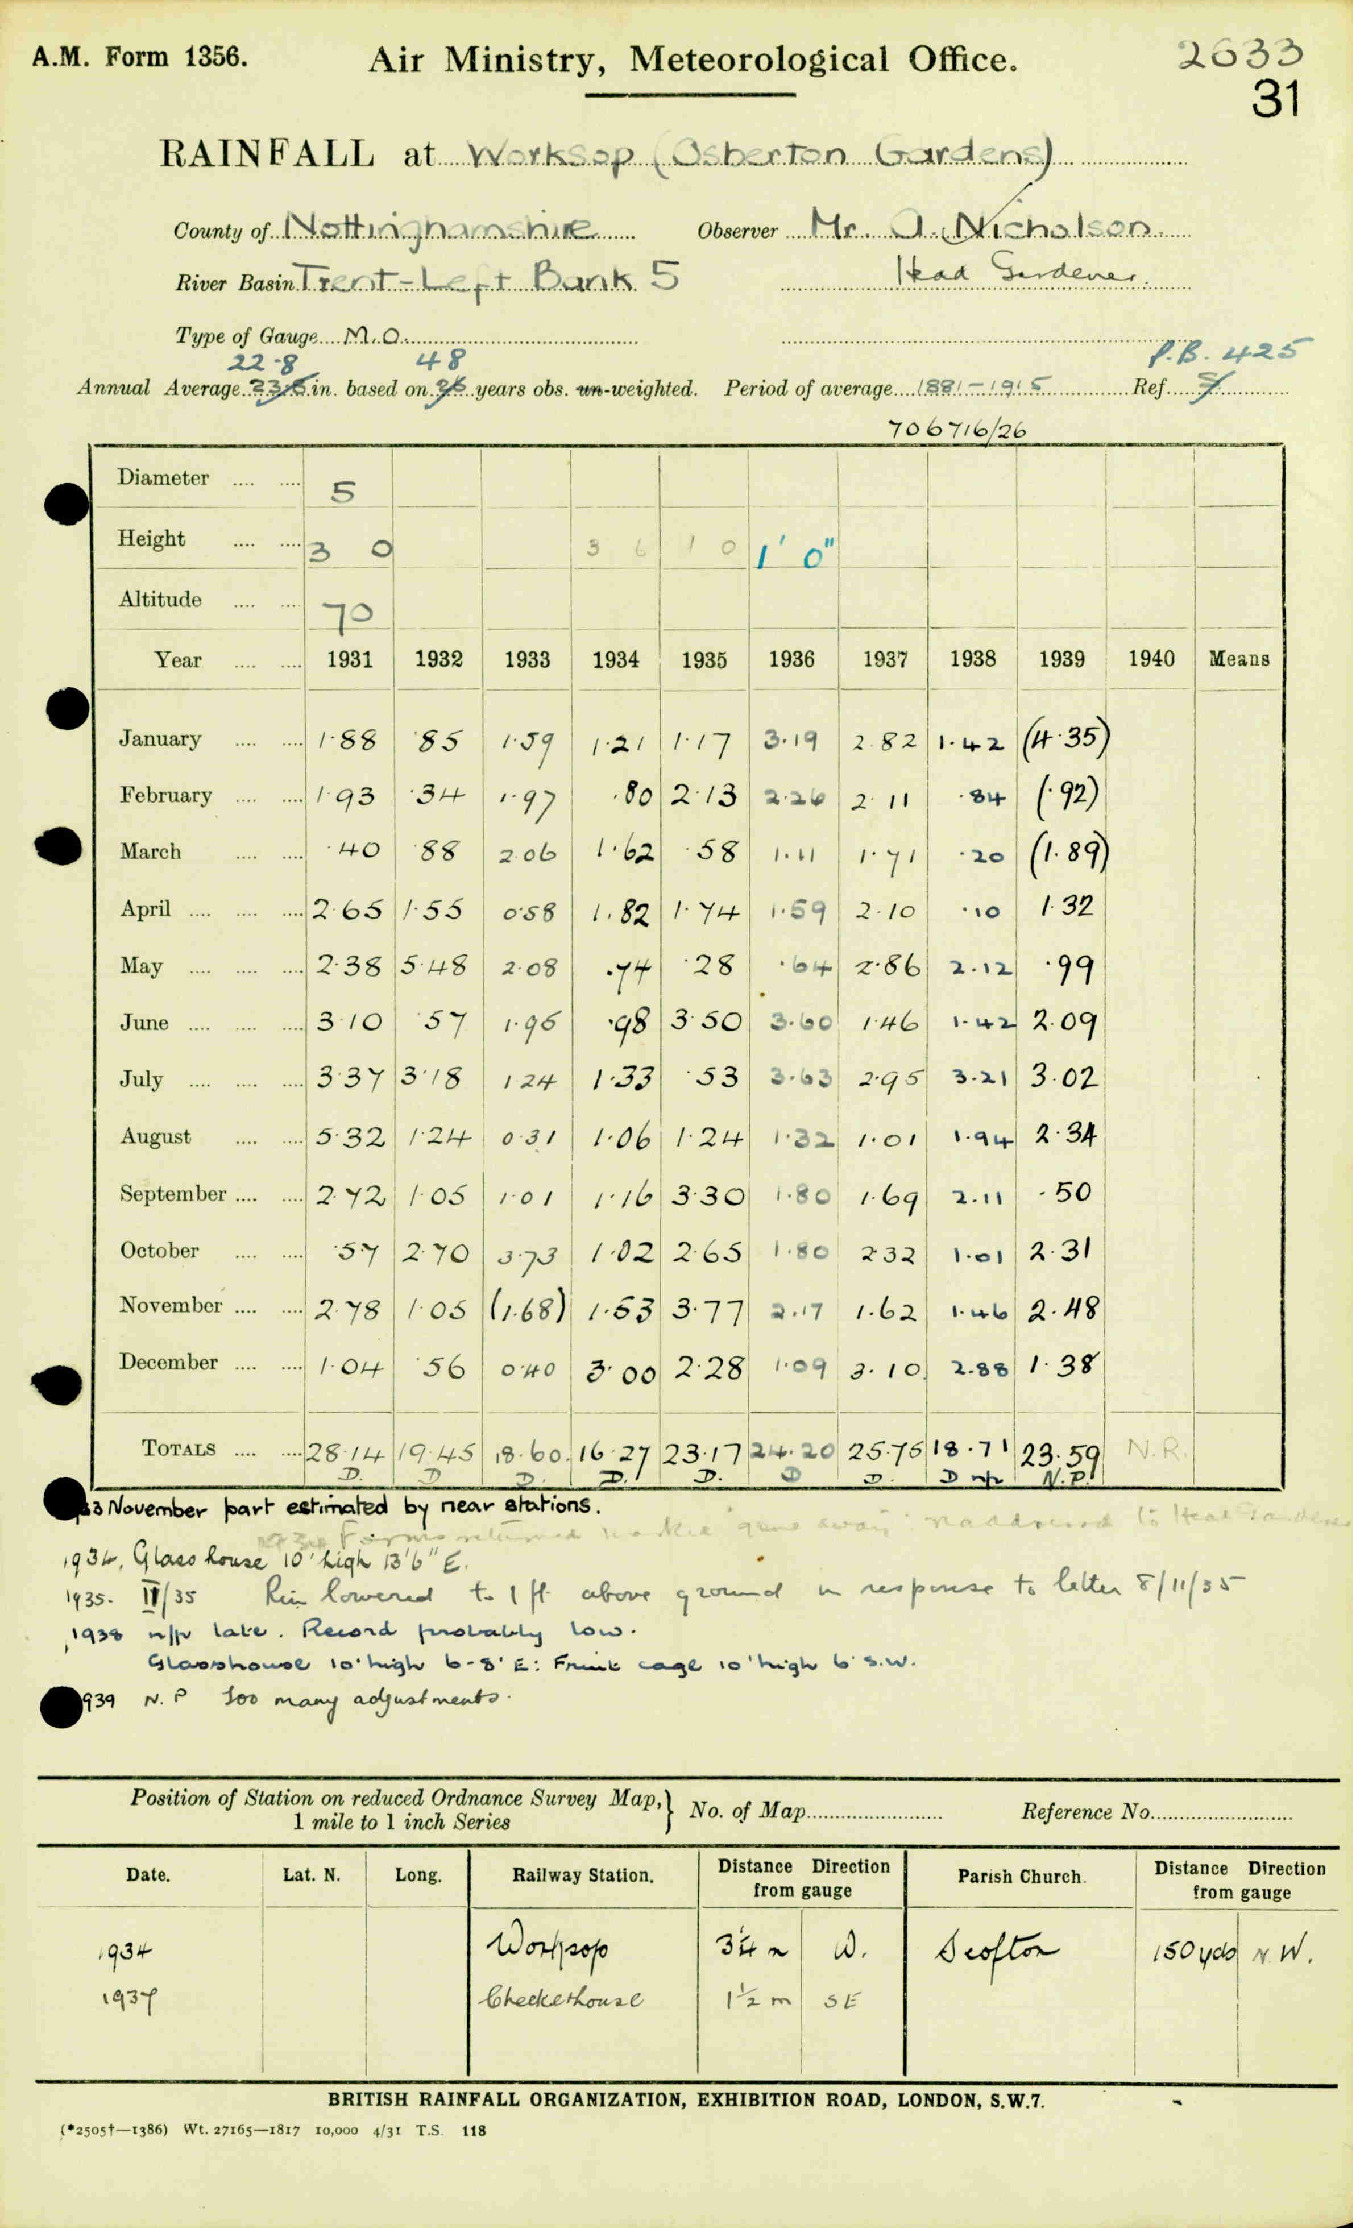 A.M. Form 1356.
Air Ministry, Meteorological Office.
2633
31
RAINFALL at Worksop (Osberton Gardens)
County of Nottinghamshire Observer Mr. A. Nicholson
River Basin Trent-Left Bank 5 Head Gardener
Type of Gauge M.O.
22.8 48 P.B. 425
Annual Average in. based on years obs. un-weighted. Period of average 1881-1915 Ref
706716/26
Diameter 5
Height 3 0 3 6 1 0 1' 0"
Altitude 70
Year 1931 1932 1933 1934 1935 1936 1937 1938 1939 1940 Means
January 1.88 .85 1.59 1.21 1.17 3.19 2.82 1.42 (4.35)
February 1.93 .34 1.97 .80 2.13 2.26 2.11 .84 (.92)
March .40 .88 2.06 1.62 .58 1.11 1.71 .20 (1.89)
April 2.65 1.55 0.58 1.82 1.74 1.59 2.10 .10 1.32
May 2.38 5.48 2.08 .74 .28 .64 2.86 2.12 .99
June 3.10 .57 1.95 .98 3.50 3.60 1.46 1.42 2.09
July 3.37 3.18 1.24 1.33 .53 3.63 2.95 3.21 3.02
August 5.32 1.24 0.31 1.06 1.24 1.32 1.01 1.94 2.34
September 2.72 1.05 1.01 1.16 3.30 1.80 1.69 2.11 .50
October .57 2.70 3.73 1.02 2.65 1.80 2.32 1.01 2.31
November 2.78 1.05 (1.68) 1.53 3.77 2.17 1.62 1.46 2.48
December 1.04 .56 0.40 3.00 2.28 1.09 3.10 2.88 1.38
TOTALS 28.14 19.45 18.60 16.27 23.17 24.20 25.75 18.71 23.59 N.R.
D. D D. D. D. D D. D n/r N.P.
33 November part estimated by near stations.
Forms returned marked "gone away" readdressed to Head Gardener
1934. Glass house 10' high 13'6" E.
1935. II/35 Rim lowered to 1 ft above ground in response to letter 8/11/35
1938 n/r late. Record probably low.
Glasshouse 10' high 6-8' E: Fruit cage 10' high 6' S.W.
1939 N.P Too many adjustments.
Position of Station on reduced Ordnance Survey Map, 1 mile to 1 inch Series } No. of Map Reference No.
Date. Lat. N. Long. Railway Station. Distance Direction from gauge Parish Church. Distance Direction from gauge
1934 Worksop 3¼ m W. Scofton 150 yds N.W.
1937 Checkerhouse 1½ m SE
BRITISH RAINFALL ORGANIZATION, EXHIBITION ROAD, LONDON, S.W.7.
(*2505†—1386) Wt. 27165—1817 10,000 4/31 T.S. 118